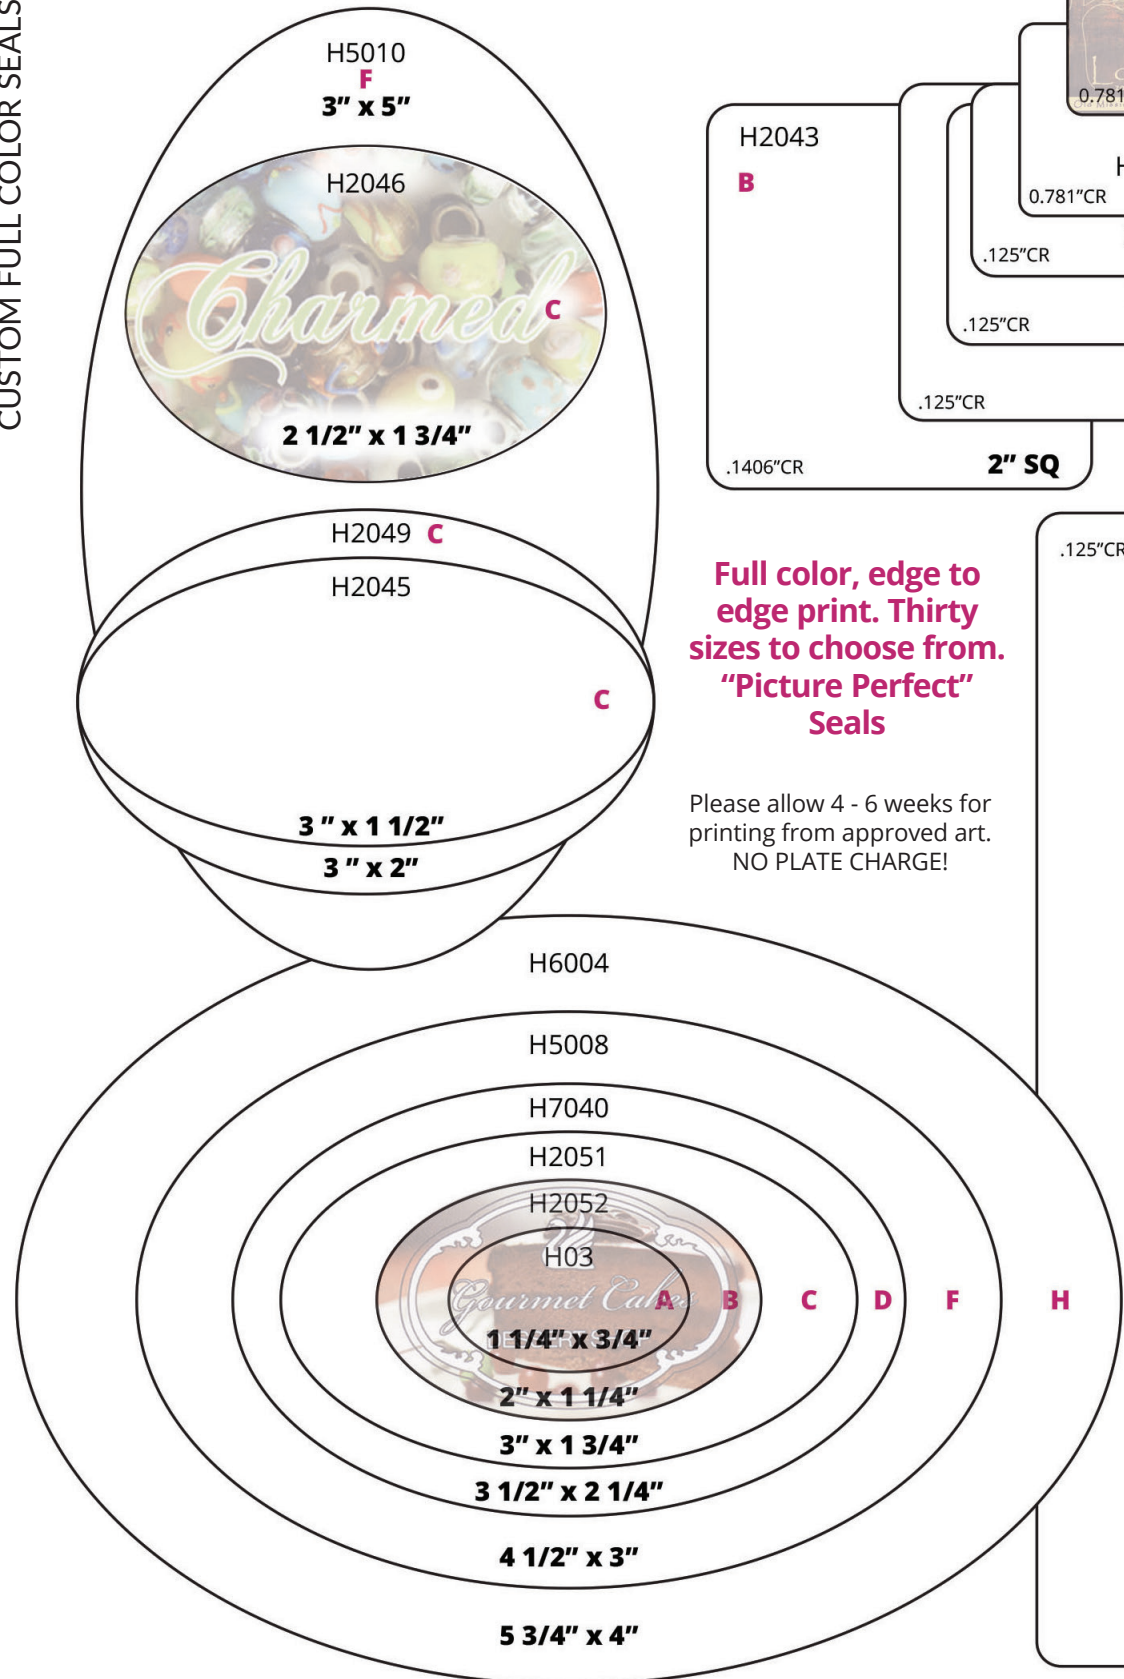 CUSTOM FULL COLOR SEALS
H5010
F
3” x 5”
H2046
Charmed
C
2 1/2” x 1 3/4”
H2049 C
H2045
C
3 ” x 1 1/2”
3 ” x 2”
H2043
B
.1406”CR
2” SQ
.125”CR
.125”CR
.125”CR
0.781”CR
0.781
H
Full color, edge to
edge print. Thirty
sizes to choose from.
“Picture Perfect”
Seals
Please allow 4 - 6 weeks for
printing from approved art.
NO PLATE CHARGE!
.125”CR
H6004
H5008
H7040
H2051
H2052
H03
Gourmet Cakes
DESSERT SHOP
A B C D F H
1 1/4” x 3/4”
2” x 1 1/4”
3” x 1 3/4”
3 1/2” x 2 1/4”
4 1/2” x 3”
5 3/4” x 4”